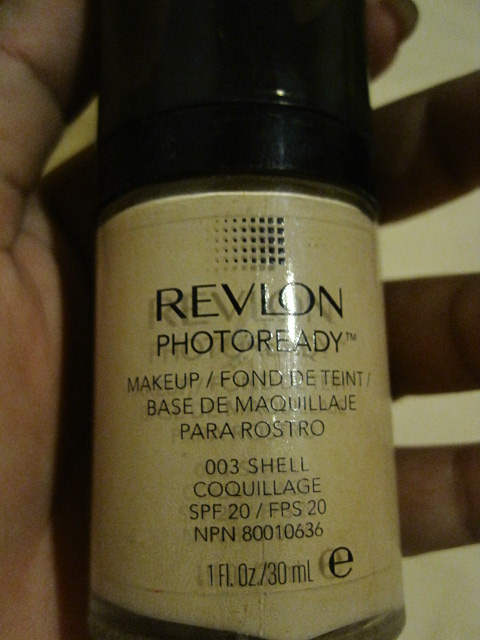 REVLON
PHOTOREADY™
MAKEUP / FOND DE TEINT /
BASE DE MAQUILLAJE
PARA ROSTRO
003 SHELL
COQUILLAGE
SPF 20 / FPS 20
NPN 80010636
1 Fl. Oz./30 mL e